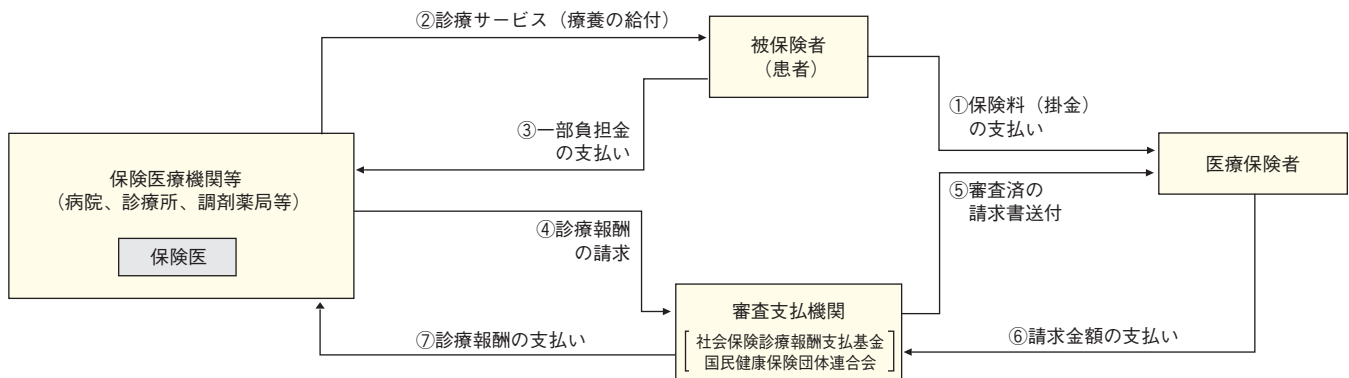 ②診療サービス（療養の給付）
被保険者
（患者）
①保険料（掛金）
の支払い
③一部負担金
の支払い
保険医療機関等
（病院、診療所、調剤薬局等）
保険医
医療保険者
④診療報酬
の請求
⑤審査済の
請求書送付
審査支払機関
社会保険診療報酬支払基金
国民健康保険団体連合会
⑥請求金額の支払い
⑦診療報酬の支払い